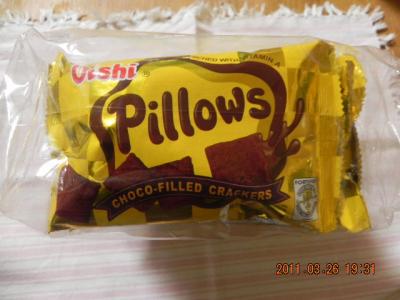 Oishi®
ENRICHED WITH VITAMIN A
Pillows
CHOCO-FILLED CRACKERS
2011.03.26 19:31